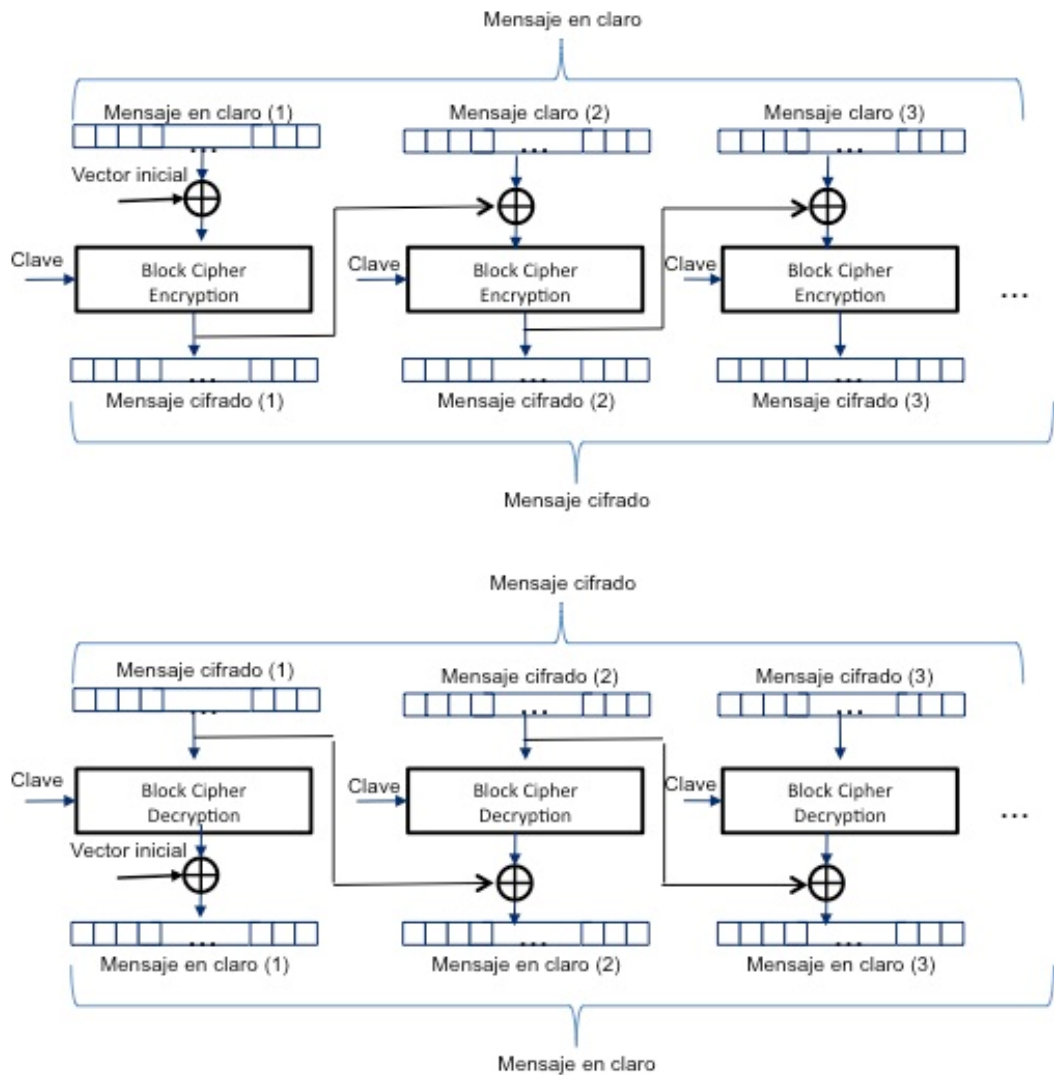 Mensaje en claro
Mensaje en claro (1)
Mensaje claro (2)
Mensaje claro (3)
...
...
...
Vector inicial
Clave
Block Cipher
Encryption
Clave
Block Cipher
Encryption
Clave
Block Cipher
Encryption
...
...
...
...
Mensaje cifrado (1)
Mensaje cifrado (2)
Mensaje cifrado (3)
Mensaje cifrado
Mensaje cifrado
Mensaje cifrado (1)
Mensaje cifrado (2)
Mensaje cifrado (3)
...
...
...
Clave
Block Cipher
Decryption
Clave
Block Cipher
Decryption
Clave
Block Cipher
Decryption
...
Vector inicial
...
...
...
Mensaje en claro (1)
Mensaje en claro (2)
Mensaje en claro (3)
Mensaje en claro